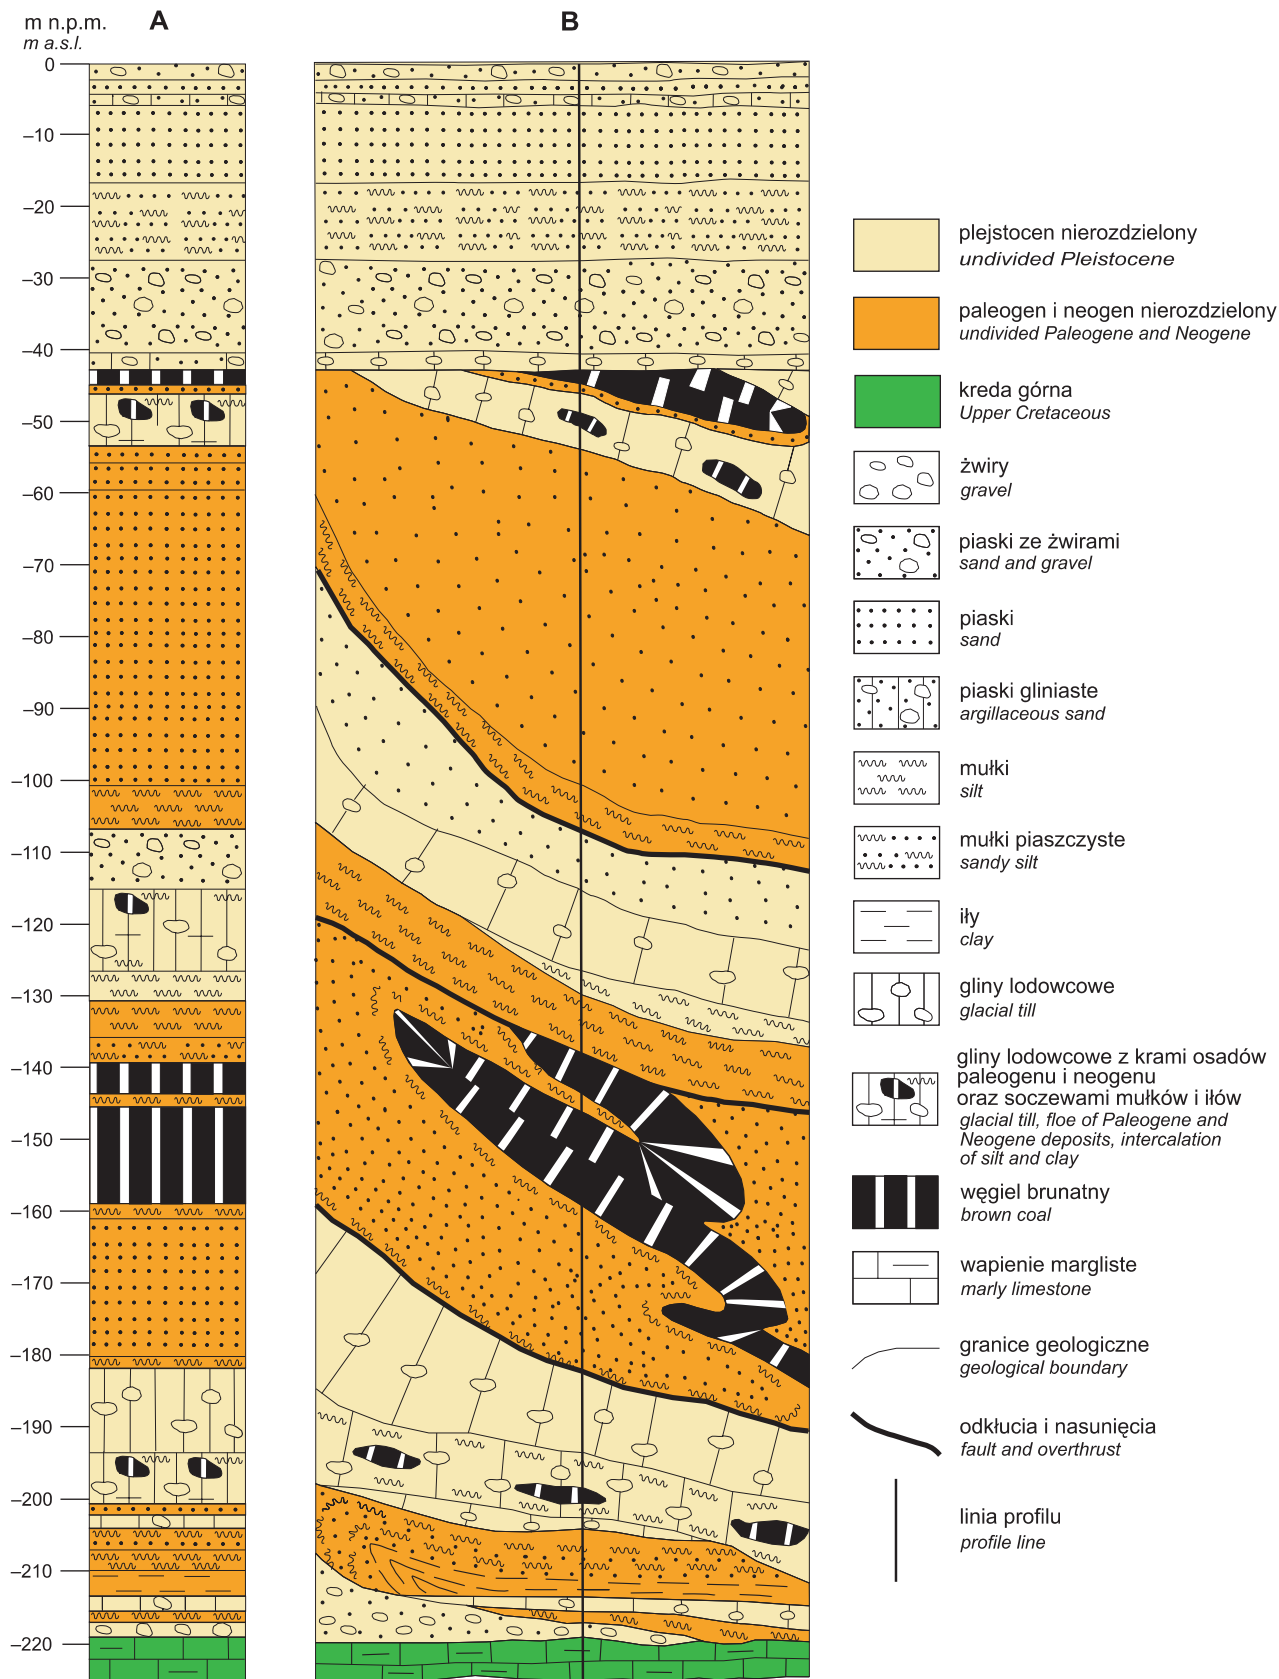 m n.p.m.
m a.s.l.
A
B
0
–10
–20
–30
–40
–50
–60
–70
–80
–90
–100
–110
–120
–130
–140
–150
–160
–170
–180
–190
–200
–210
–220
plejstocen nierozdzielony
undivided Pleistocene
paleogen i neogen nierozdzielony
undivided Paleogene and Neogene
kreda górna
Upper Cretaceous
żwiry
gravel
piaski ze żwirami
sand and gravel
piaski
sand
piaski gliniaste
argillaceous sand
mułki
silt
mułki piaszczyste
sandy silt
iły
clay
gliny lodowcowe
glacial till
gliny lodowcowe z krami osadów
paleogenu i neogenu
oraz soczewami mułków i iłów
glacial till, floe of Paleogene and
Neogene deposits, intercalation
of silt and clay
węgiel brunatny
brown coal
wapienie margliste
marly limestone
granice geologiczne
geological boundary
odkłucia i nasunięcia
fault and overthrust
linia profilu
profile line